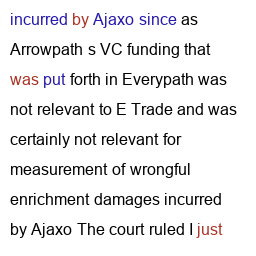 incurred by Ajaxo since as
Arrowpath s VC funding that
was put forth in Everypath was
not relevant to E Trade and was
certainly not relevant for
measurement of wrongful
enrichment damages incurred
by Ajaxo The court ruled I just